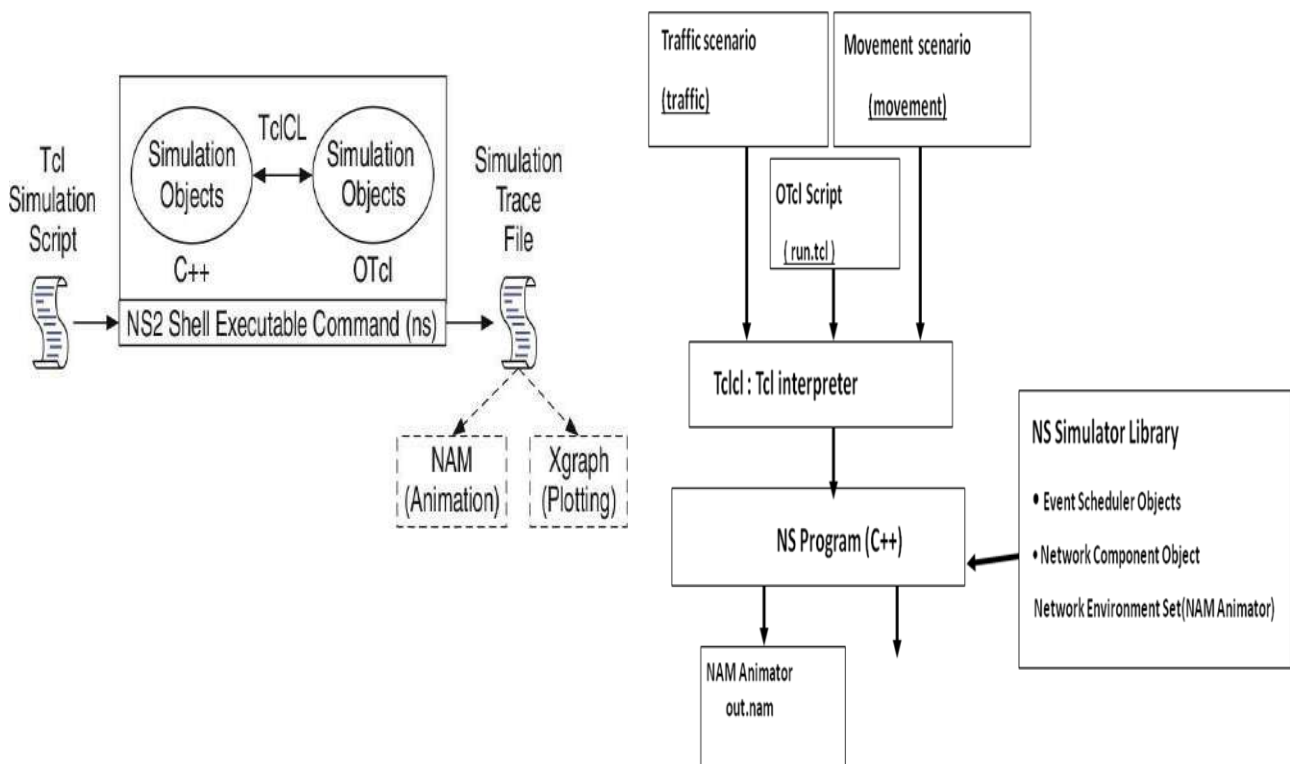 Tcl
Simulation
Script
TclCL
Simulation
Objects
Simulation
Objects
C++
OTcl
NS2 Shell Executable Command (ns)
Simulation
Trace
File
NAM
(Animation)
Xgraph
(Plotting)
Traffic scenario
(traffic)
Movement scenario
(movement)
OTcl Script
( run.tcl )
Tclcl : Tcl interpreter
NS Program (C++)
NS Simulator Library
• Event Scheduler Objects
• Network Component Object
Network Environment Set(NAM Animator)
NAM Animator
out.nam